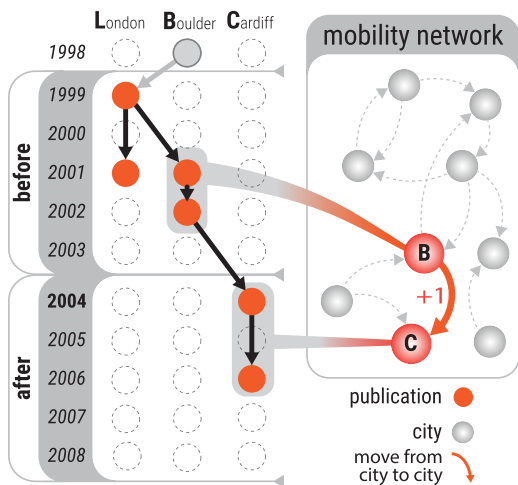 London Boulder Cardiff
mobility network
1998
before
1999
2000
2001
2002
2003
B
+1
after
2004
2005
2006
2007
2008
C
publication
city
move from
city to city